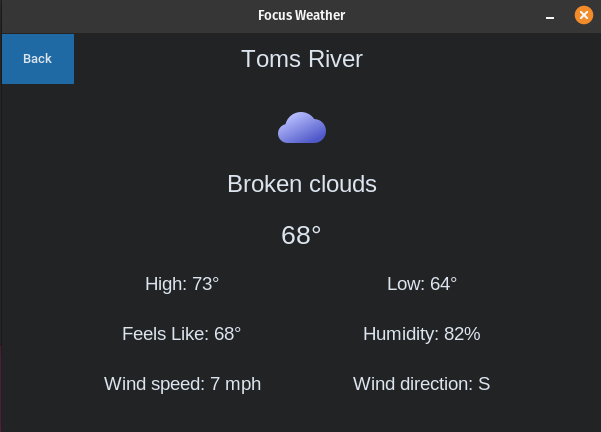 Focus Weather
Back
Toms River
Broken clouds
68°
High: 73°
Low: 64°
Feels Like: 68°
Humidity: 82%
Wind speed: 7 mph
Wind direction: S